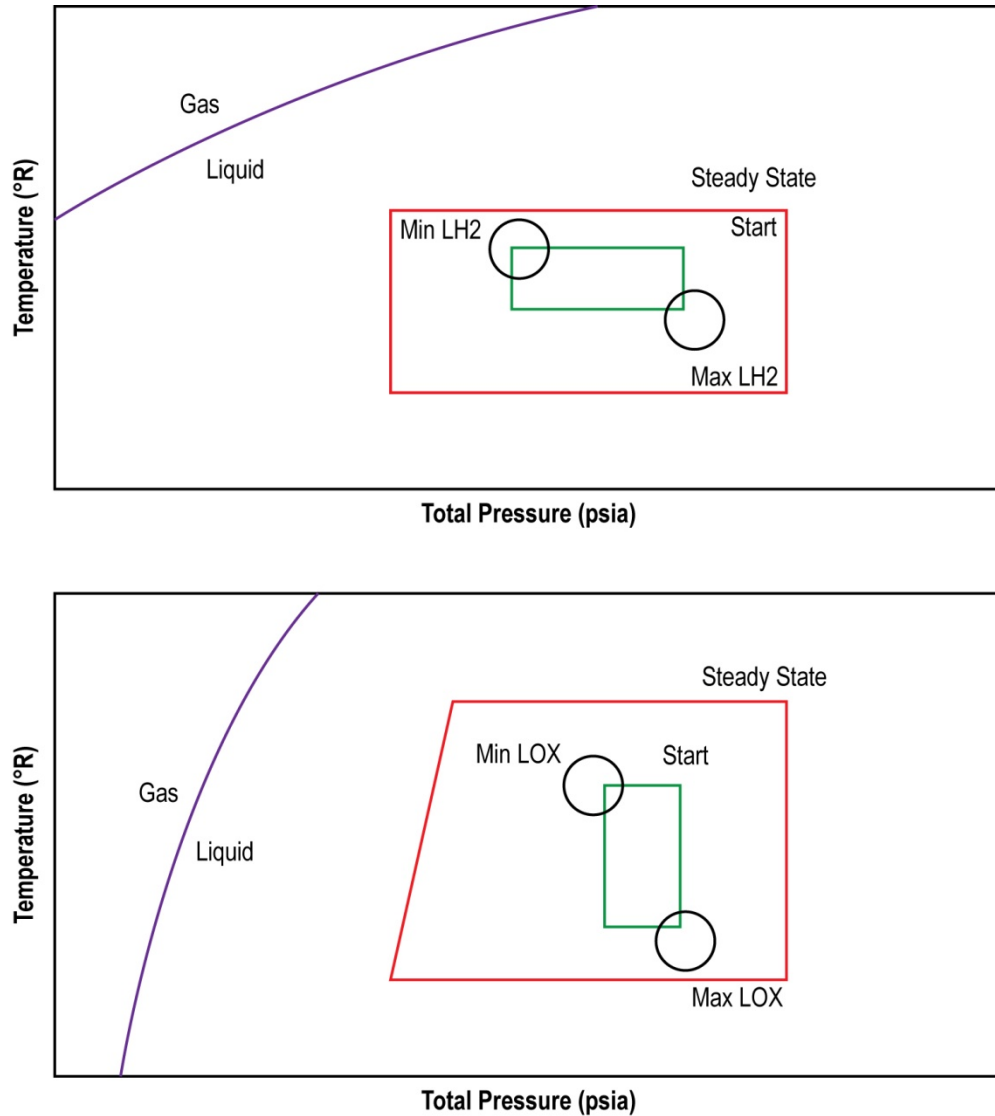 Temperature (°R)
Gas
Liquid
Steady State
Min LH2
Start
Max LH2
Total Pressure (psia)
Temperature (°R)
Steady State
Min LOX
Start
Gas
Liquid
Max LOX
Total Pressure (psia)